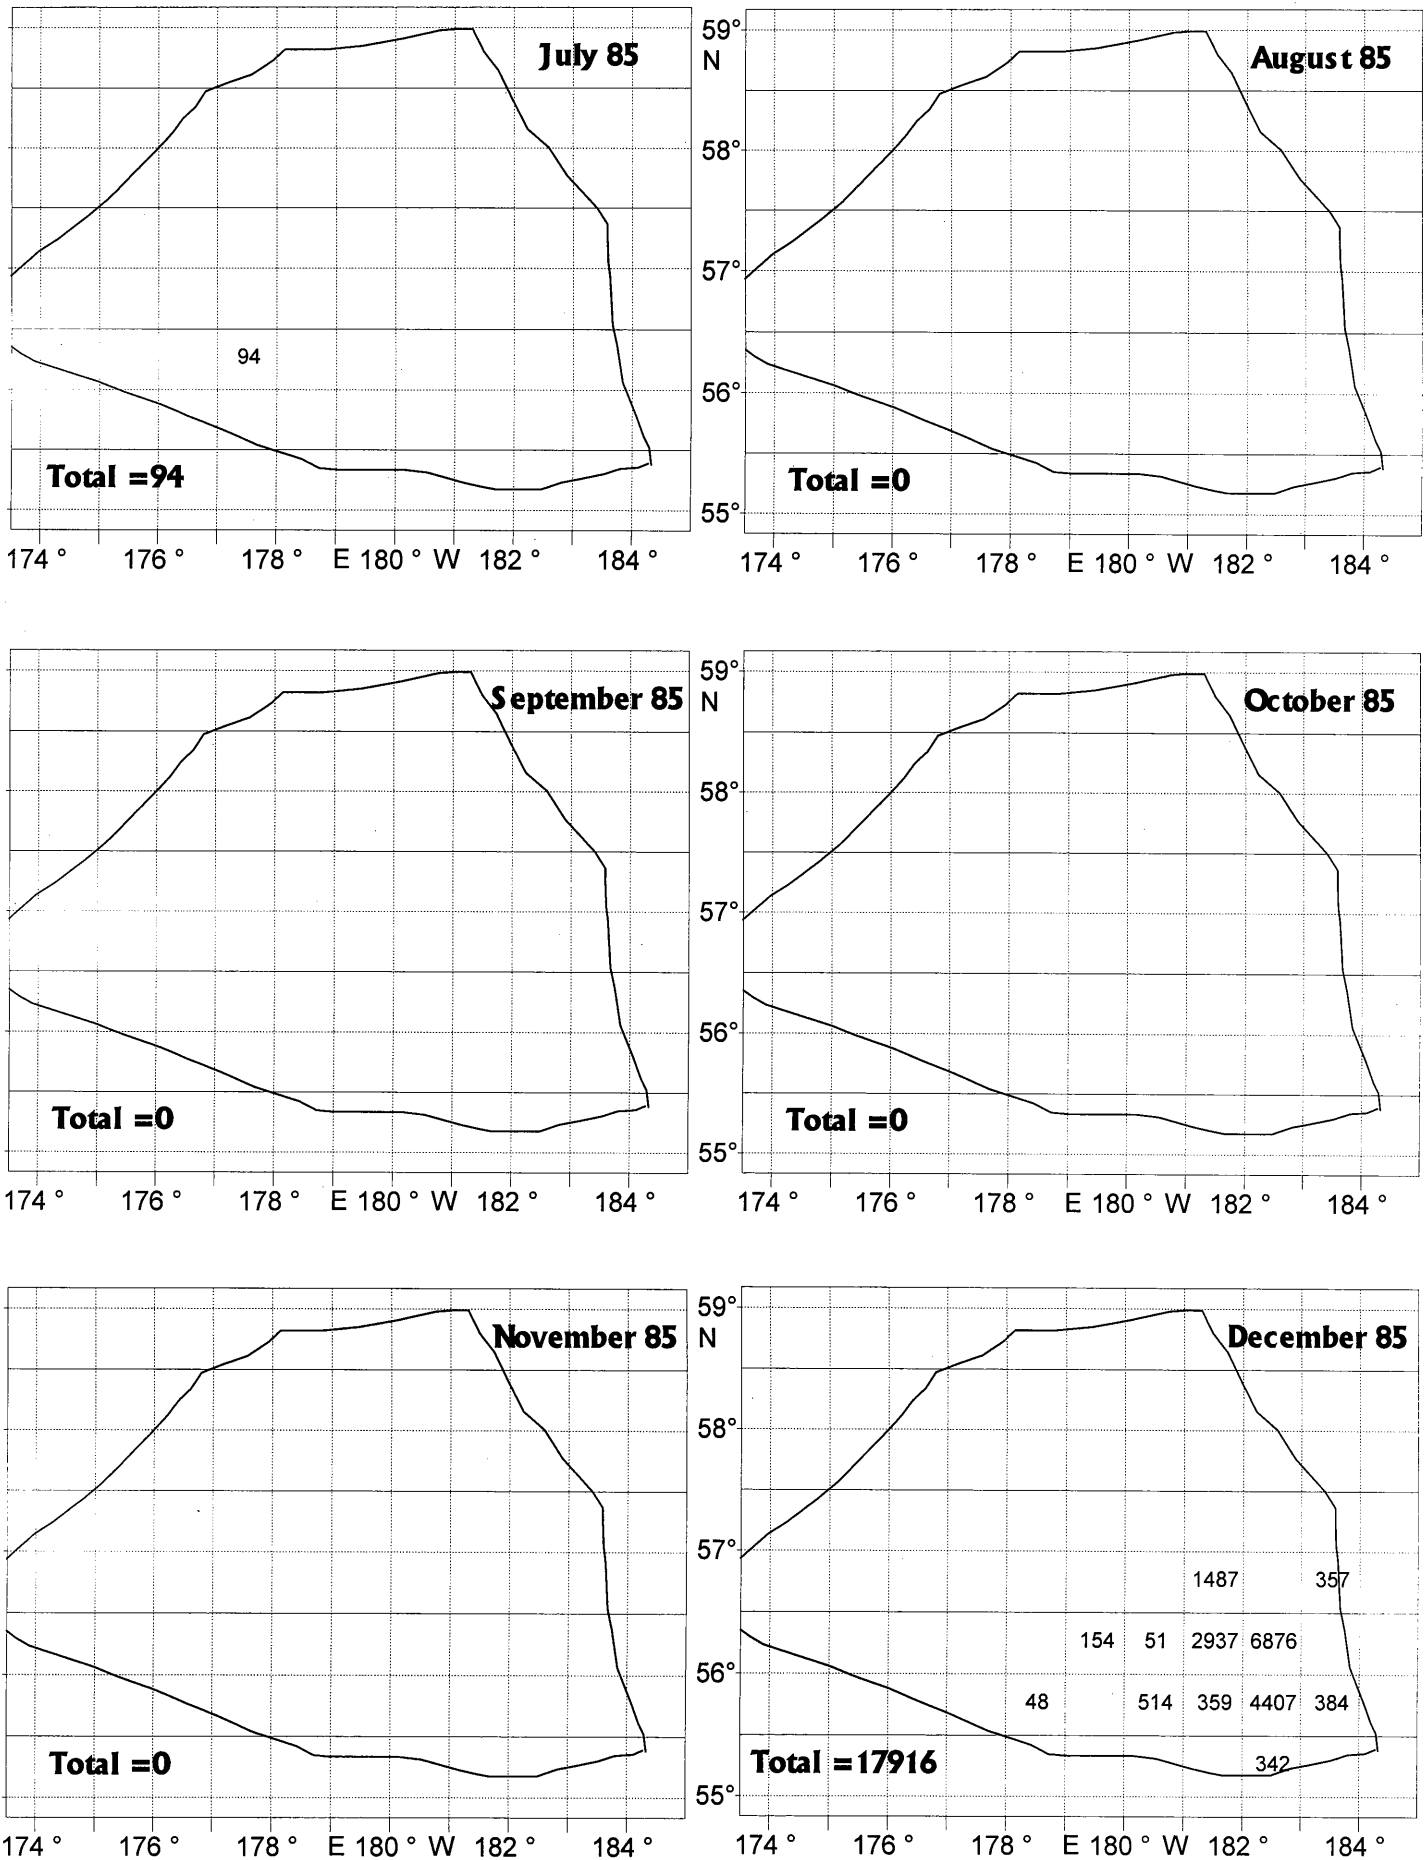 July 85
94
Total =94
174 ° 176 ° 178 ° E 180 ° W 182 ° 184 °
59°
N
August 85
58°
57°
56°
Total =0
55°
174 ° 176 ° 178 ° E 180 ° W 182 ° 184 °
September 85
Total =0
174 ° 176 ° 178 ° E 180 ° W 182 ° 184 °
59°
N
October 85
58°
57°
56°
Total =0
55°
174 ° 176 ° 178 ° E 180 ° W 182 ° 184 °
November 85
Total =0
174 ° 176 ° 178 ° E 180 ° W 182 ° 184 °
59°
N
December 85
58°
57°
1487 357
154 51 2937 6876
56°
48 514 359 4407 384
Total =17916
342
55°
174 ° 176 ° 178 ° E 180 ° W 182 ° 184 °